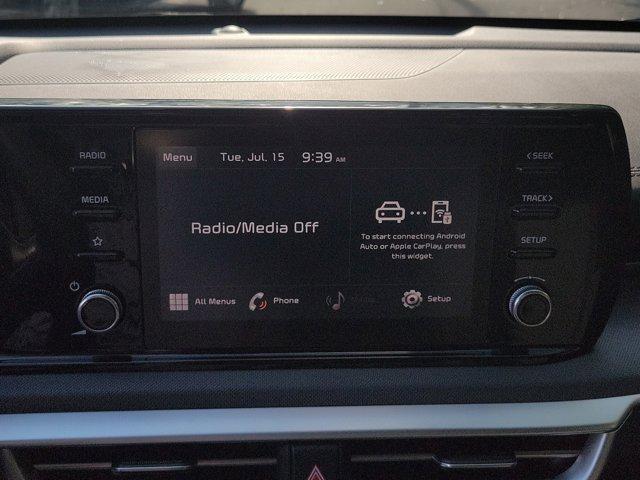 RADIO
MEDIA
Menu Tue, Jul. 15 9:39 AM
Radio/Media Off
To start connecting Android
Auto or Apple CarPlay, press
this widget.
All Menus Phone Setup
< SEEK
TRACK >
SETUP